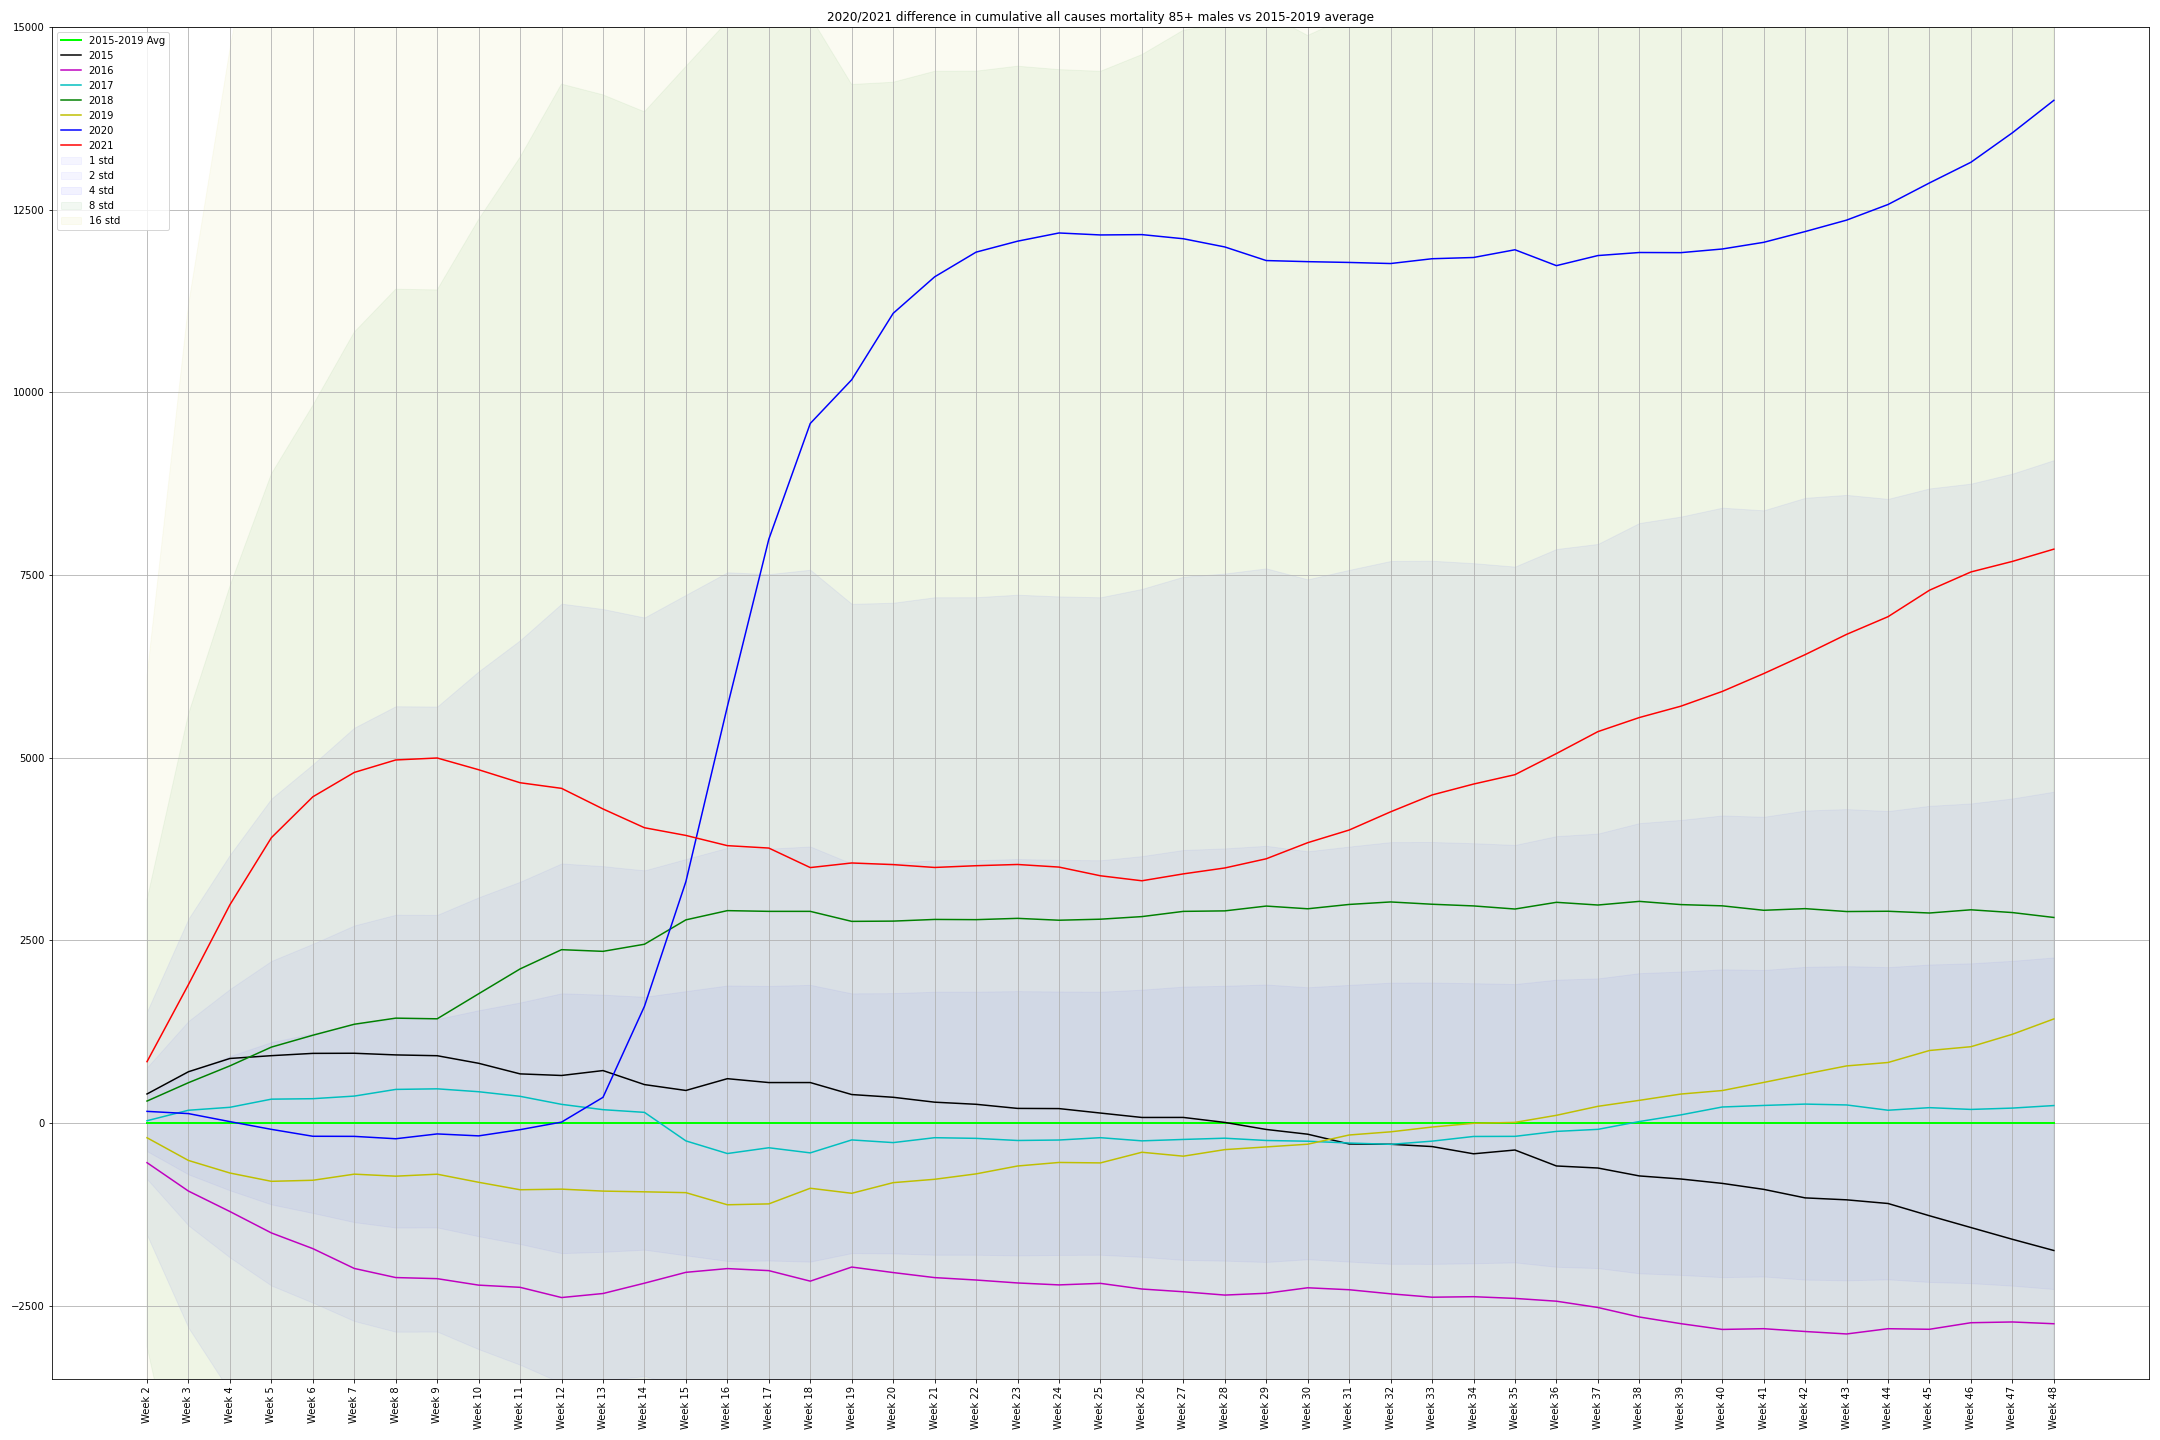 2020/2021 difference in cumulative all causes mortality 85+ males vs 2015-2019 average
15000
12500
10000
7500
5000
2500
0
−2500
2015-2019 Avg
2015
2016
2017
2018
2019
2020
2021
1 std
2 std
4 std
8 std
16 std
Week 2
Week 3
Week 4
Week 5
Week 6
Week 7
Week 8
Week 9
Week 10
Week 11
Week 12
Week 13
Week 14
Week 15
Week 16
Week 17
Week 18
Week 19
Week 20
Week 21
Week 22
Week 23
Week 24
Week 25
Week 26
Week 27
Week 28
Week 29
Week 30
Week 31
Week 32
Week 33
Week 34
Week 35
Week 36
Week 37
Week 38
Week 39
Week 40
Week 41
Week 42
Week 43
Week 44
Week 45
Week 46
Week 47
Week 48